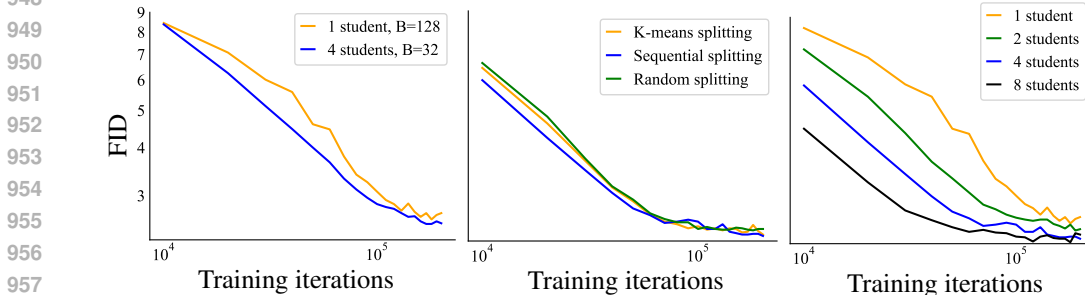 948
949
950
951
952
953
954
955
956
957
FID
9
8
7
6
5
4
3
1 student, B=128
4 students, B=32
10^4
10^5
Training iterations
K-means splitting
Sequential splitting
Random splitting
10^4
10^5
Training iterations
1 student
2 students
4 students
8 students
10^4
10^5
Training iterations